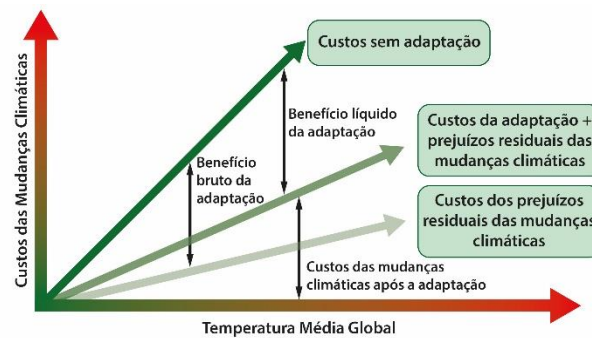 Custos das Mudanças Climáticas
Custos sem adaptação
Benefício líquido
da adaptação
Benefício
bruto da
adaptação
Custos da adaptação +
prejuízos residuais das
mudanças climáticas
Custos dos prejuízos
residuais das mudanças
climáticas
Custos das mudanças
climáticas após a adaptação
Temperatura Média Global